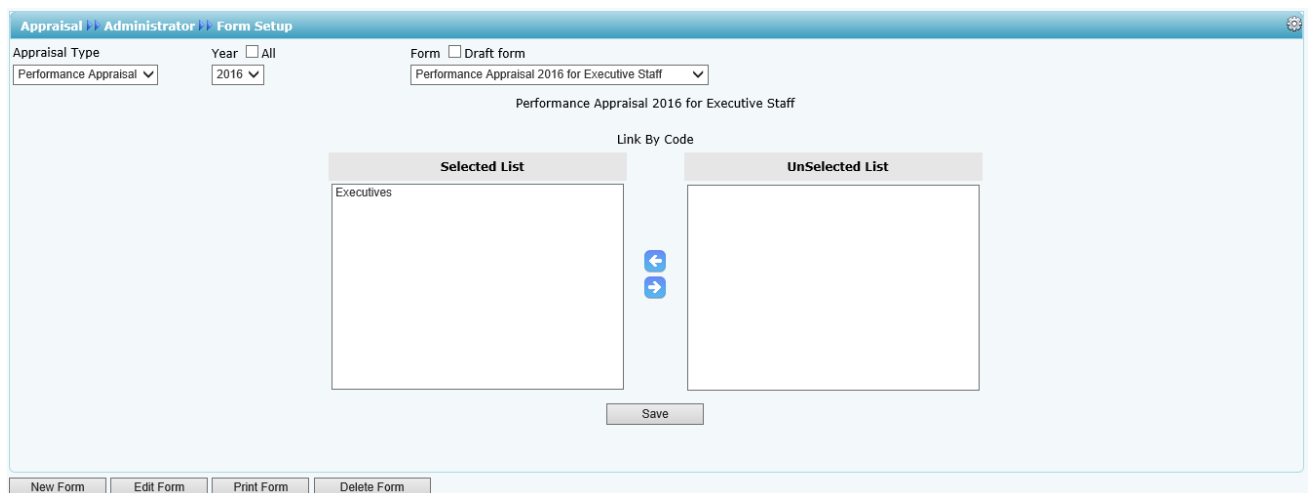 Appraisal Administrator Form Setup
Appraisal Type Year All Form Draft form
Performance Appraisal 2016 Performance Appraisal 2016 for Executive Staff
Performance Appraisal 2016 for Executive Staff
Link By Code
Selected List UnSelected List
Executives
Save
New Form Edit Form Print Form Delete Form